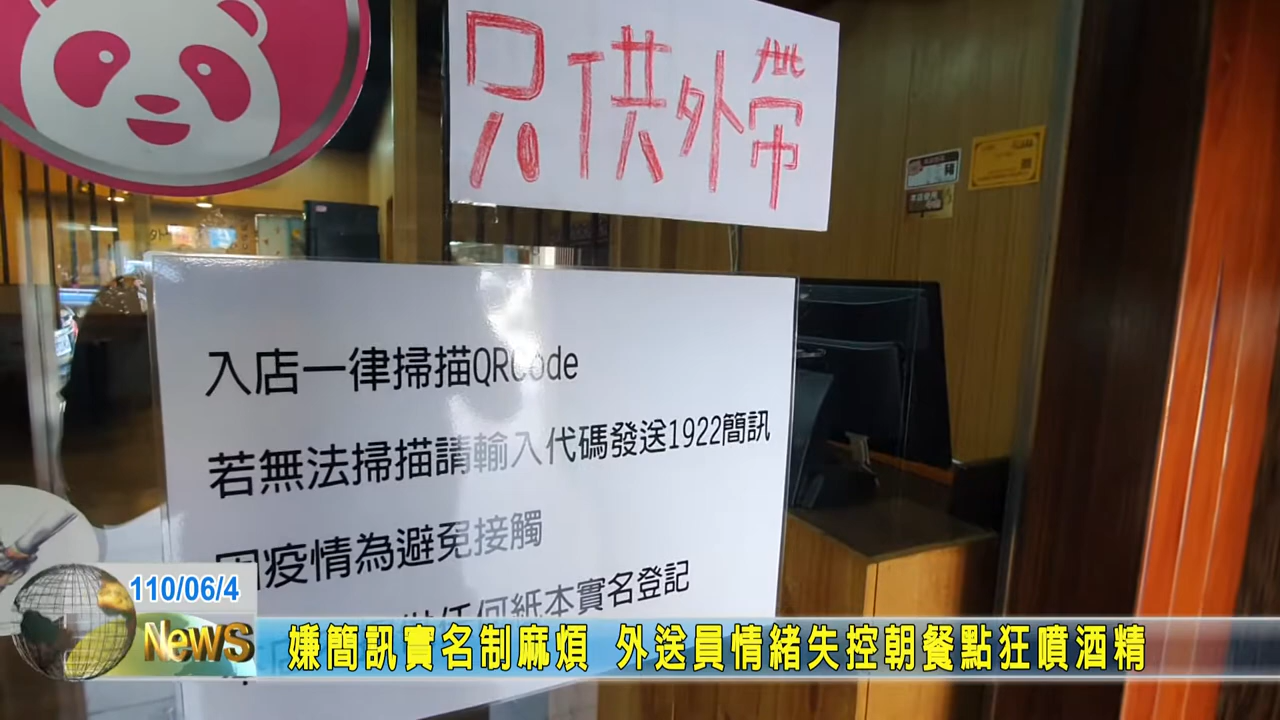 只供外帶
入店一律掃描QRCode
若無法掃描請輸入代碼發送1922簡訊
因疫情為避免接觸
任何紙本實名登記
110/06/4
NewS
嫌簡訊實名制麻煩 外送員情緒失控朝餐點狂噴酒精